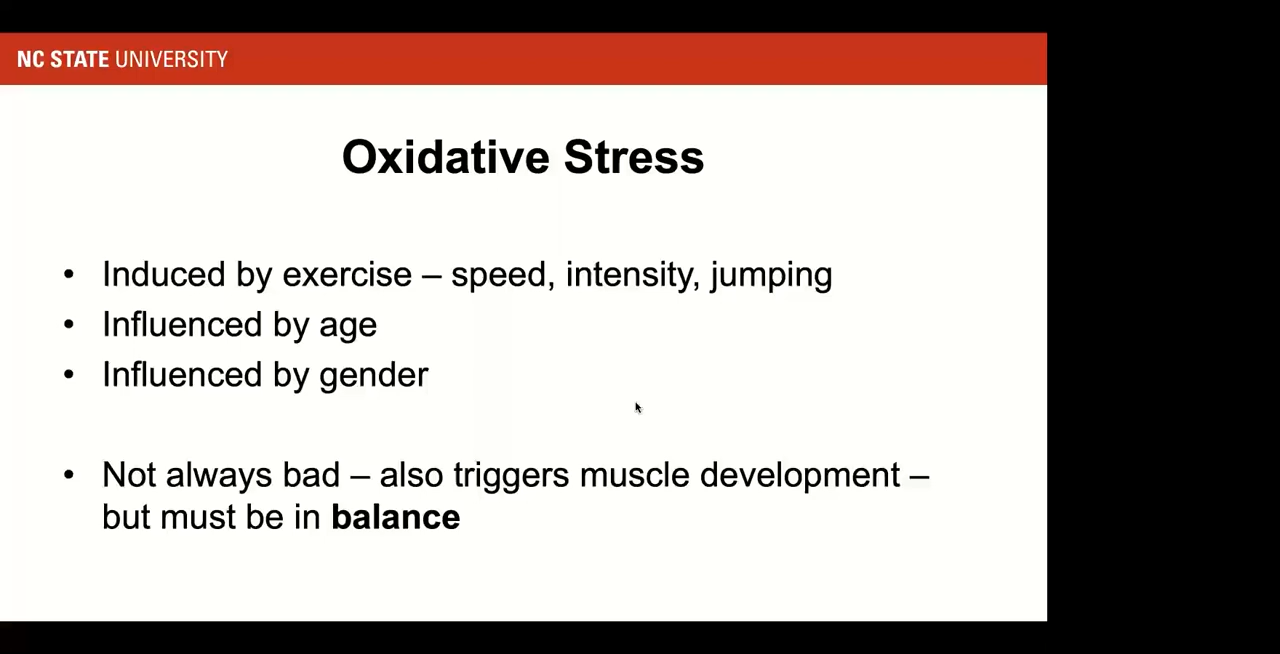 NC STATE UNIVERSITY
Oxidative Stress
• Induced by exercise – speed, intensity, jumping
• Influenced by age
• Influenced by gender
• Not always bad – also triggers muscle development –
but must be in balance